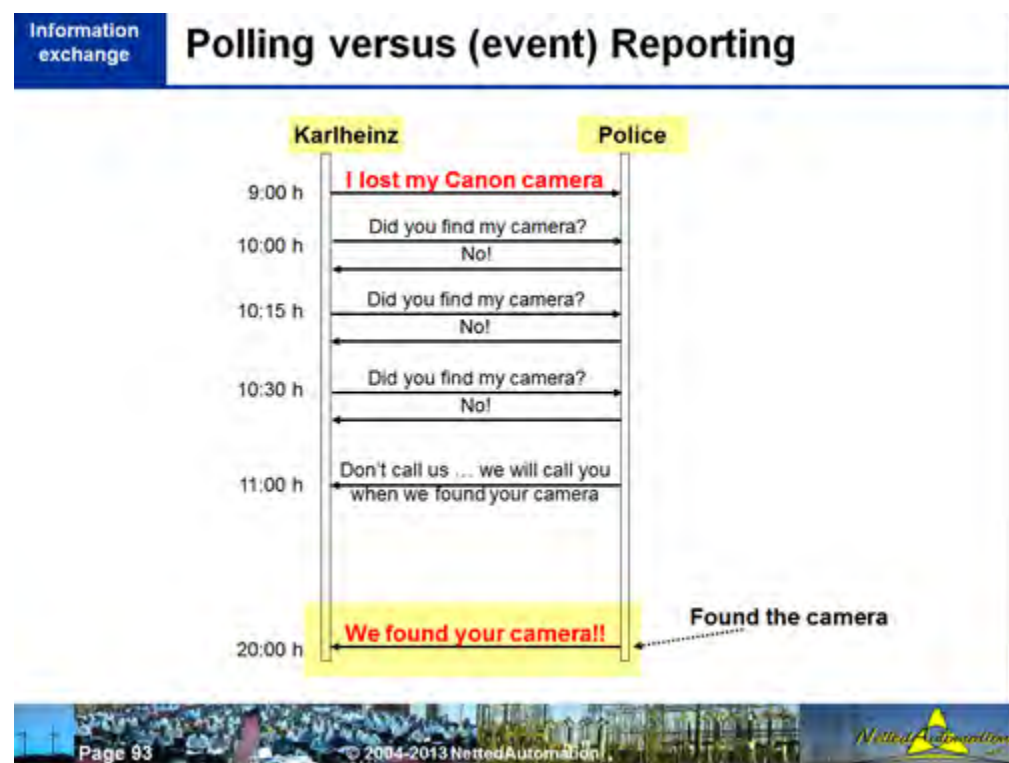 Information
exchange
Polling versus (event) Reporting
Karlheinz
Police
9:00 h
I lost my Canon camera
Did you find my camera?
10:00 h
No!
Did you find my camera?
10:15 h
No!
Did you find my camera?
10:30 h
No!
Don't call us … we will call you
11:00 h
when we found your camera
Found the camera
We found your camera!!
20:00 h
Page 93
© 2004-2013 NettedAutomation
NettedAutomation